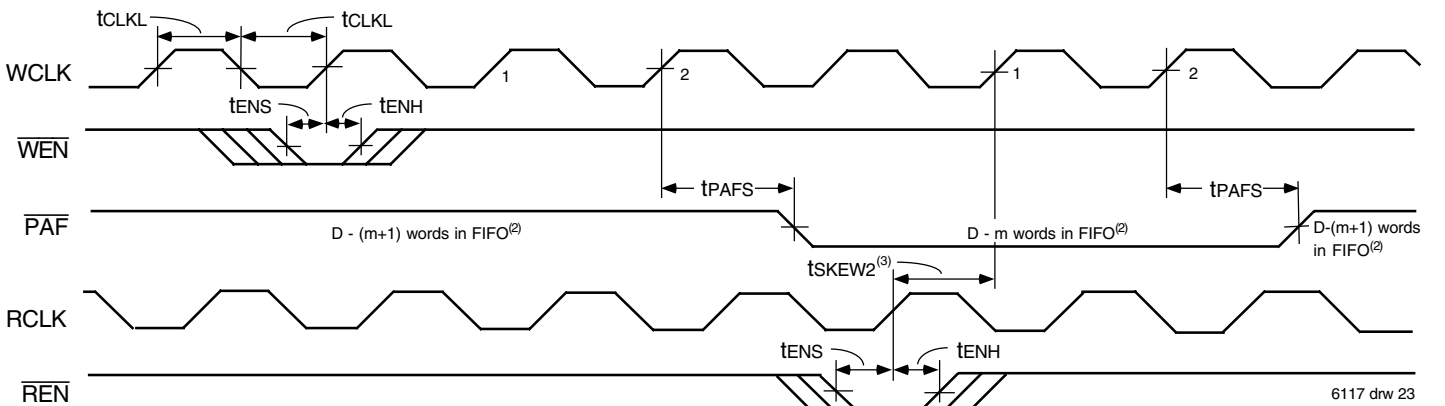 tCLKL tCLKL
WCLK 1 2 1 2
tENS tENH
WEN
tPAFS tPAFS
PAF D - (m+1) words in FIFO(2) D - m words in FIFO(2) D-(m+1) words
in FIFO(2)
tSKEW2(3)
RCLK
tENS tENH
REN
6117 drw 23